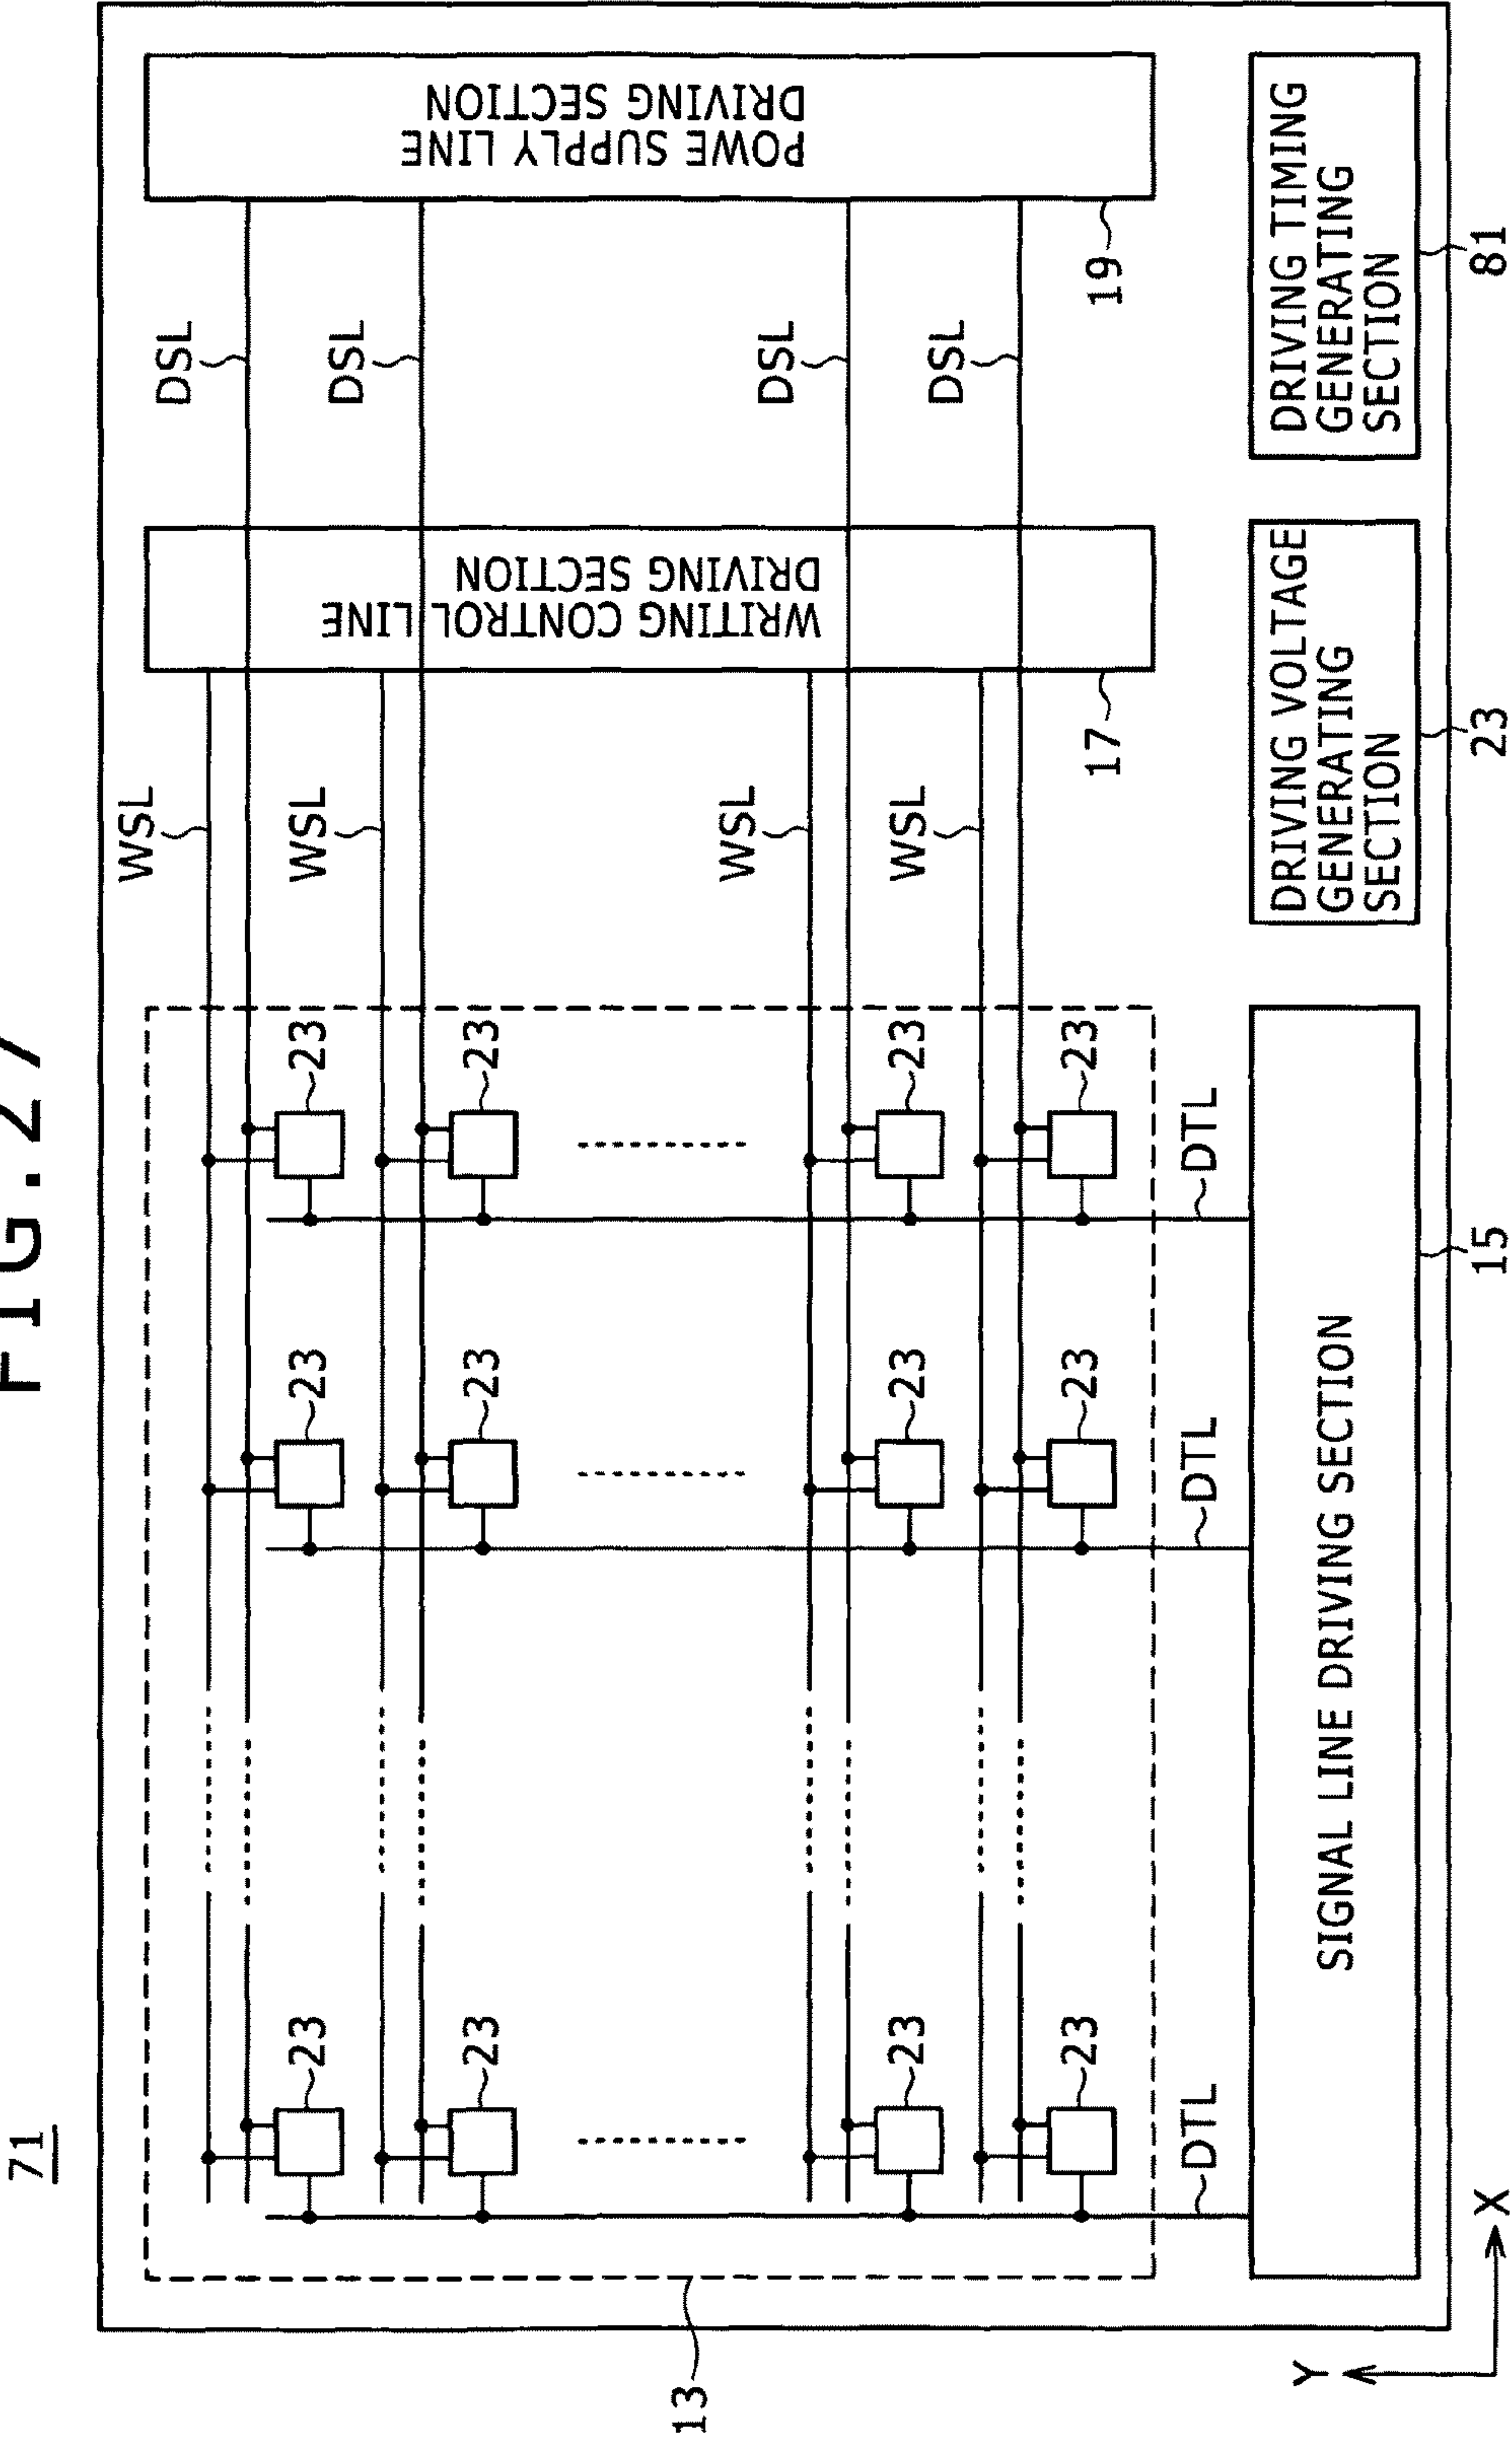 FIG.27
71
WSL
DSL
23
23
23
WSL
DSL
23
23
23
13
WSL
DSL
23
23
23
WSL
DSL
23
23
23
WRITING CONTROL LINE
DRIVING SECTION
17
POWE SUPPLY LINE
DRIVING SECTION
19
DTL
DTL
DTL
SIGNAL LINE DRIVING SECTION
15
DRIVING VOLTAGE
GENERATING
SECTION
23
DRIVING TIMING
GENERATING
SECTION
81
Y
X